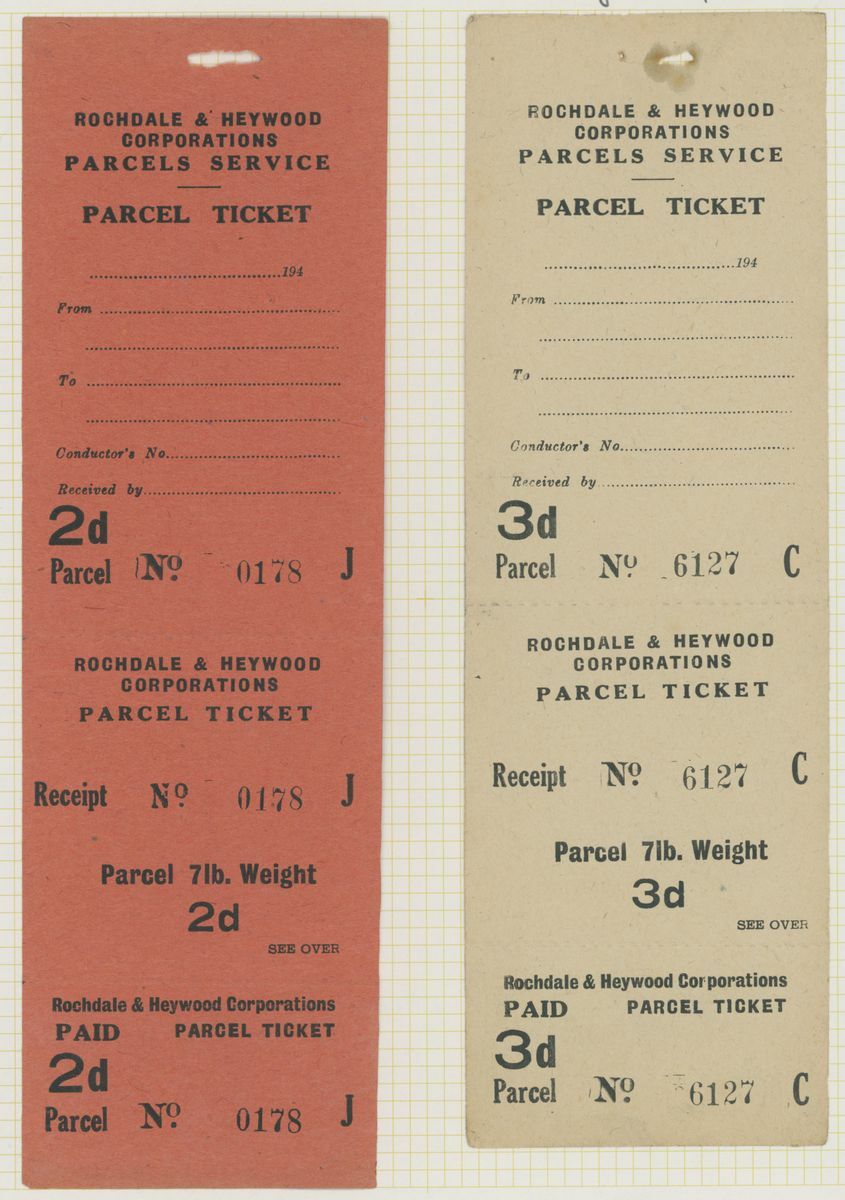 ROCHDALE & HEYWOOD
CORPORATIONS
PARCELS SERVICE
PARCEL TICKET
194
From
To
Conductor's No.
Received by
2d
Parcel Nº 0178 J
ROCHDALE & HEYWOOD
CORPORATIONS
PARCEL TICKET
Receipt Nº 0178 J
Parcel 7lb. Weight
2d
SEE OVER
Rochdale & Heywood Corporations
PAID PARCEL TICKET
2d
Parcel Nº 0178 J
ROCHDALE & HEYWOOD
CORPORATIONS
PARCELS SERVICE
PARCEL TICKET
194
From
To
Conductor's No.
Received by
3d
Parcel Nº 6127 C
ROCHDALE & HEYWOOD
CORPORATIONS
PARCEL TICKET
Receipt Nº 6127 C
Parcel 7lb. Weight
3d
SEE OVER
Rochdale & Heywood Corporations
PAID PARCEL TICKET
3d
Parcel Nº 6127 C